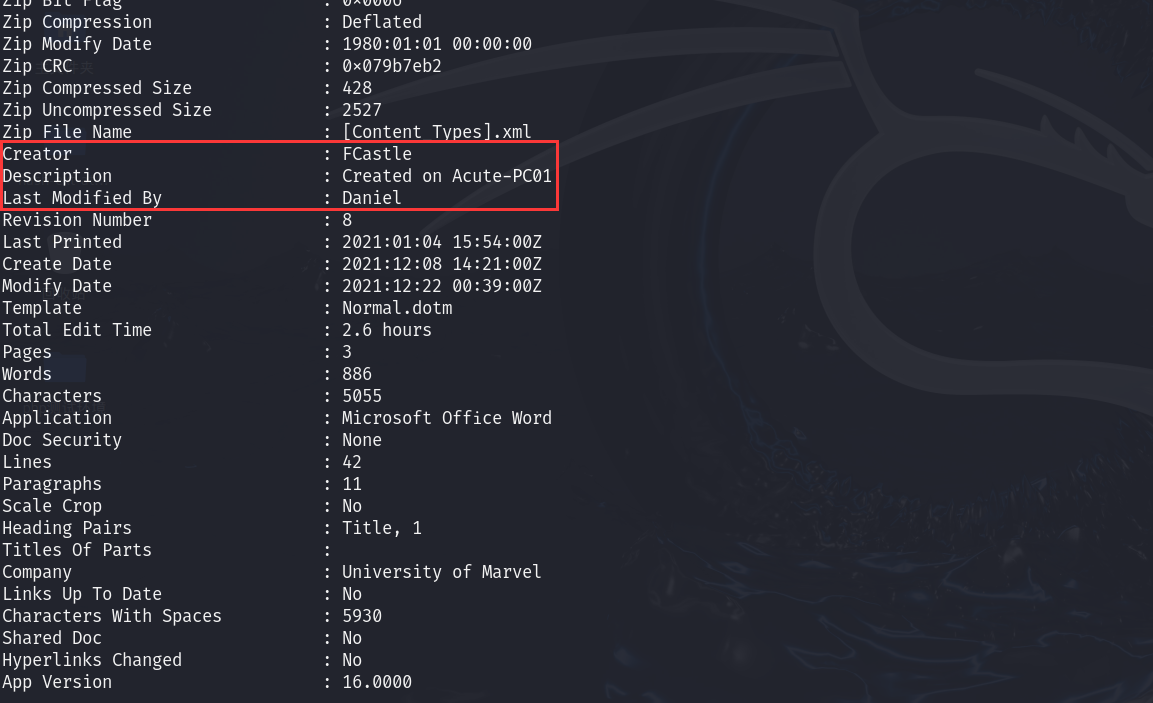 Zip Bit Flag : 0×0006
Zip Compression : Deflated
Zip Modify Date : 1980:01:01 00:00:00
Zip CRC : 0×079b7eb2
Zip Compressed Size : 428
Zip Uncompressed Size : 2527
Zip File Name : [Content_Types].xml
Creator : FCastle
Description : Created on Acute-PC01
Last Modified By : Daniel
Revision Number : 8
Last Printed : 2021:01:04 15:54:00Z
Create Date : 2021:12:08 14:21:00Z
Modify Date : 2021:12:22 00:39:00Z
Template : Normal.dotm
Total Edit Time : 2.6 hours
Pages : 3
Words : 886
Characters : 5055
Application : Microsoft Office Word
Doc Security : None
Lines : 42
Paragraphs : 11
Scale Crop : No
Heading Pairs : Title, 1
Titles Of Parts :
Company : University of Marvel
Links Up To Date : No
Characters With Spaces : 5930
Shared Doc : No
Hyperlinks Changed : No
App Version : 16.0000